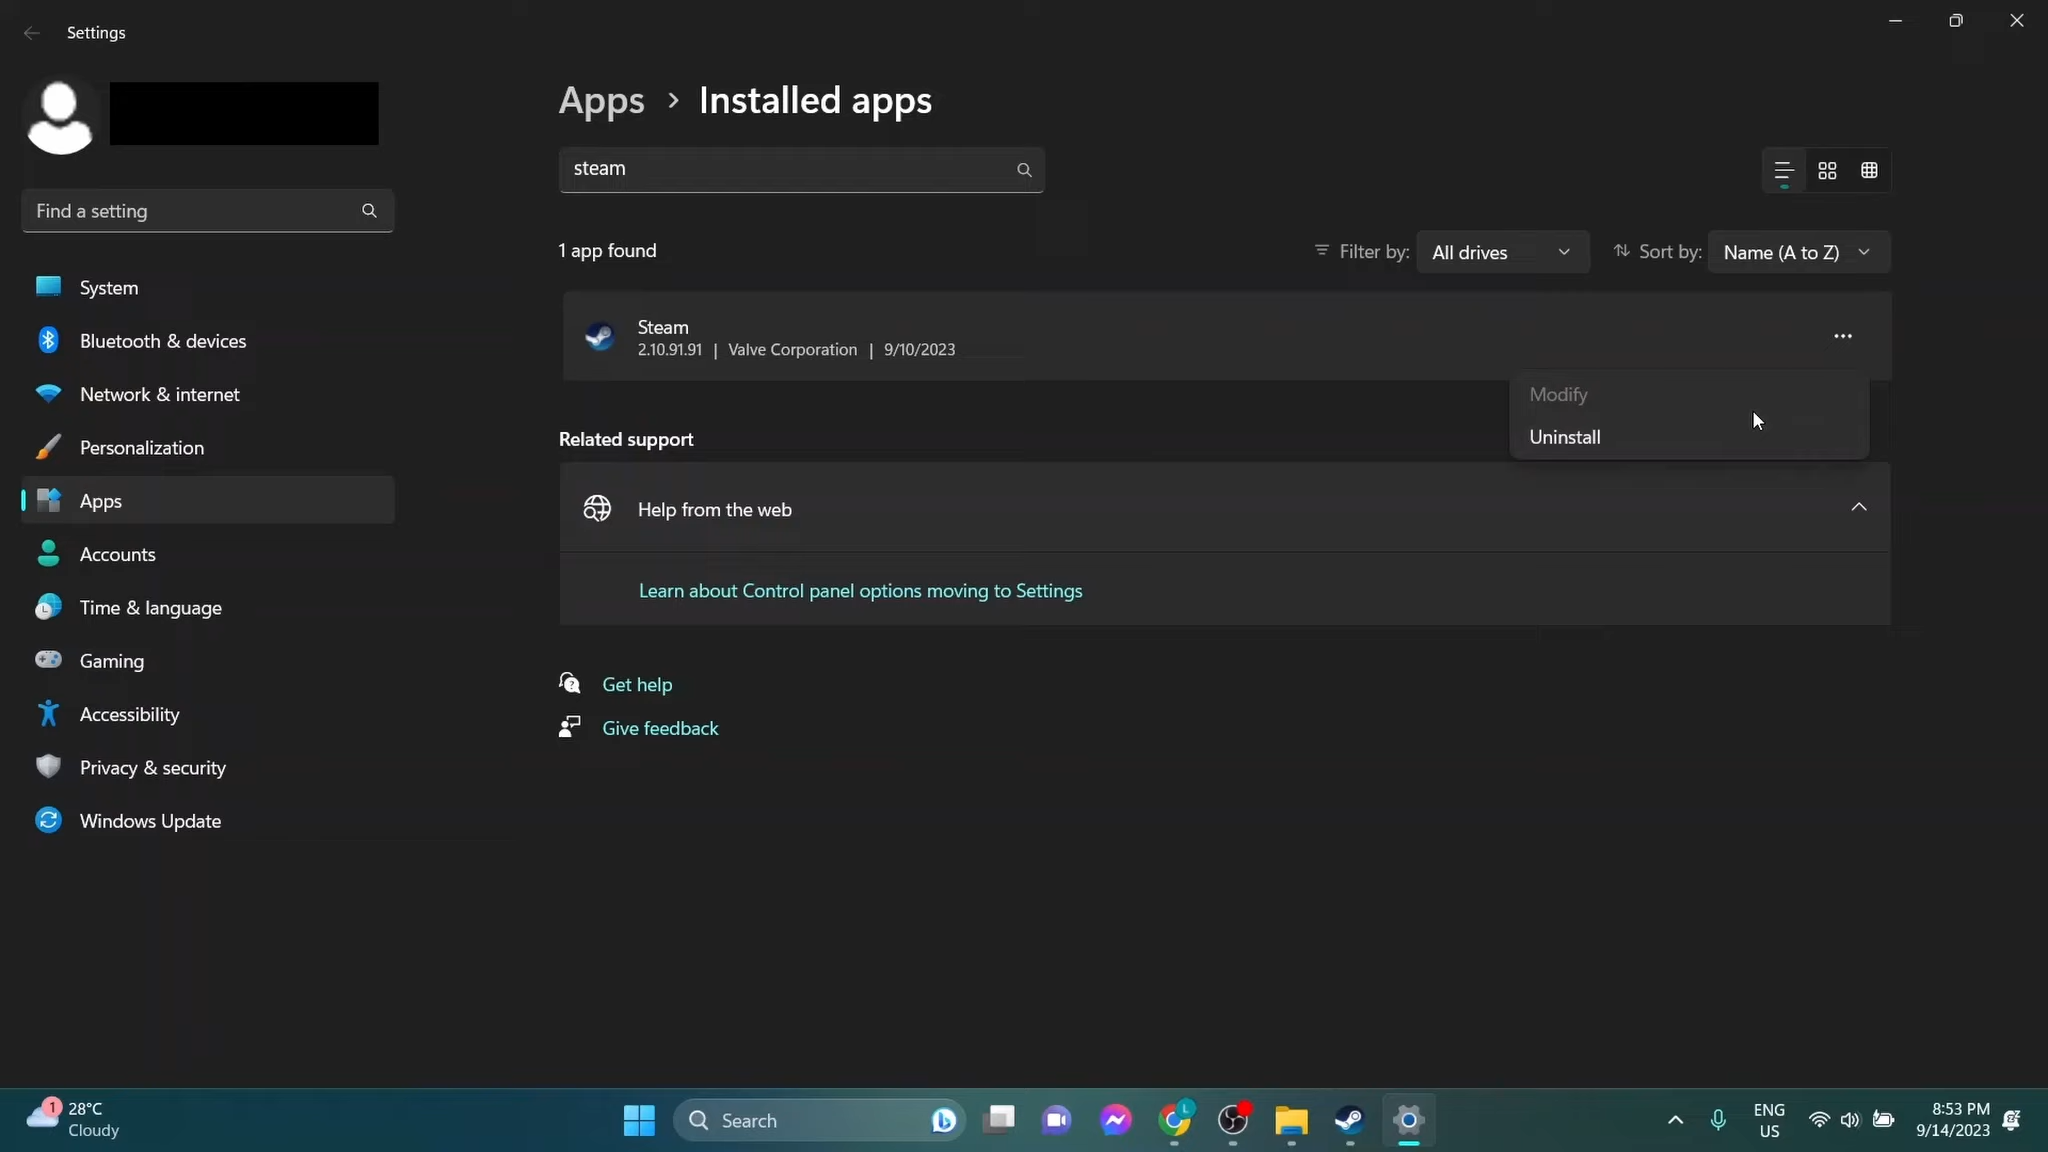 Settings
Apps > Installed apps
steam
Find a setting
1 app found
Filter by: All drives
Sort by: Name (A to Z)
System
Bluetooth & devices
Network & internet
Personalization
Apps
Accounts
Time & language
Gaming
Accessibility
Privacy & security
Windows Update
Steam
2.10.91.91 | Valve Corporation | 9/10/2023
Modify
Uninstall
Related support
Help from the web
Learn about Control panel options moving to Settings
Get help
Give feedback
1
28°C
Cloudy
Search
L
ENG
US
8:53 PM
9/14/2023